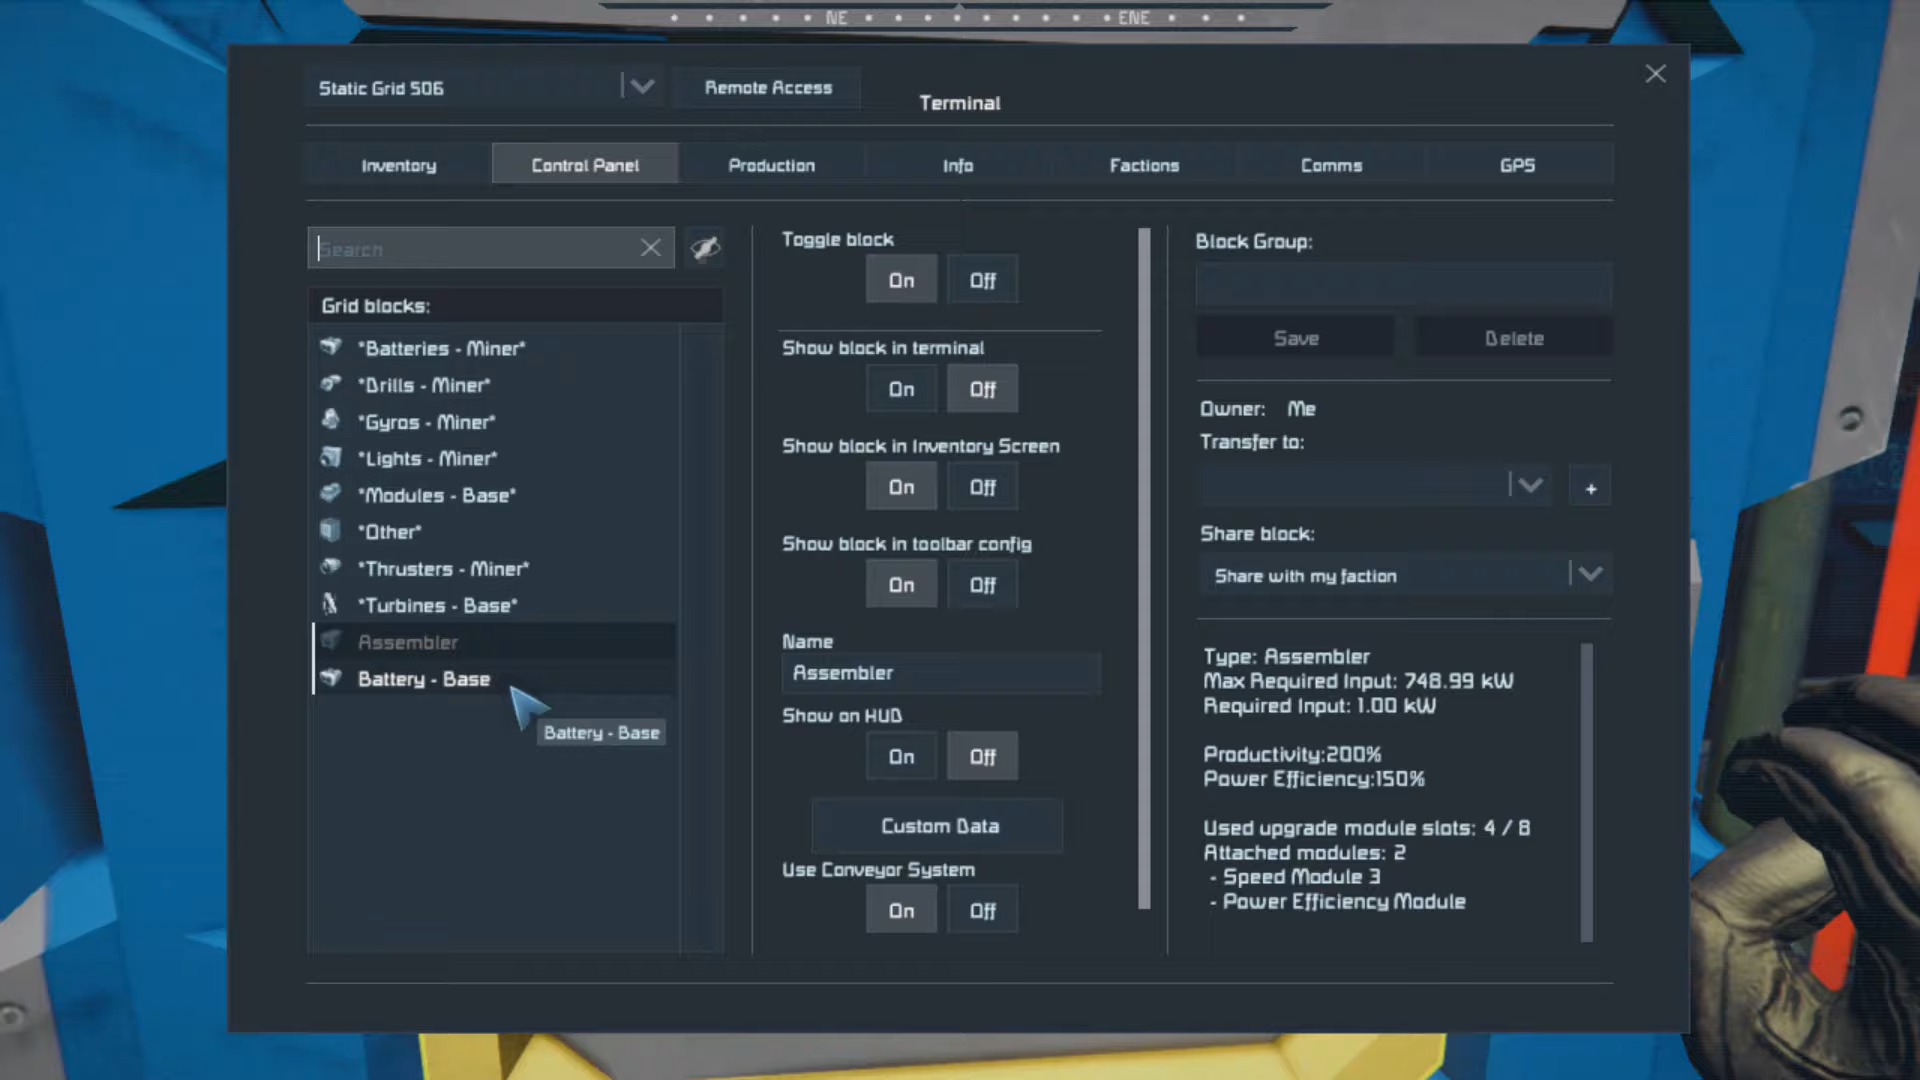 NE
ENE
Static Grid 506
Remote Access
Terminal
Inventory
Control Panel
Production
Info
Factions
Comms
GPS
Search
Grid blocks:
*Batteries - Miner*
*Drills - Miner*
*Gyros - Miner*
*Lights - Miner*
*Modules - Base*
*Other*
*Thrusters - Miner*
*Turbines - Base*
Assembler
Battery - Base
Battery - Base
Toggle block
On
Off
Show block in terminal
On
Off
Show block in Inventory Screen
On
Off
Show block in toolbar config
On
Off
Name
Assembler
Show on HUD
On
Off
Custom Data
Use Conveyor System
On
Off
Block Group:
Save
Delete
Owner: Me
Transfer to:
+
Share block:
Share with my faction
Type: Assembler
Max Required Input: 748.99 kW
Required Input: 1.00 kW
Productivity:200%
Power Efficiency:150%
Used upgrade module slots: 4 / 8
Attached modules: 2
- Speed Module 3
- Power Efficiency Module